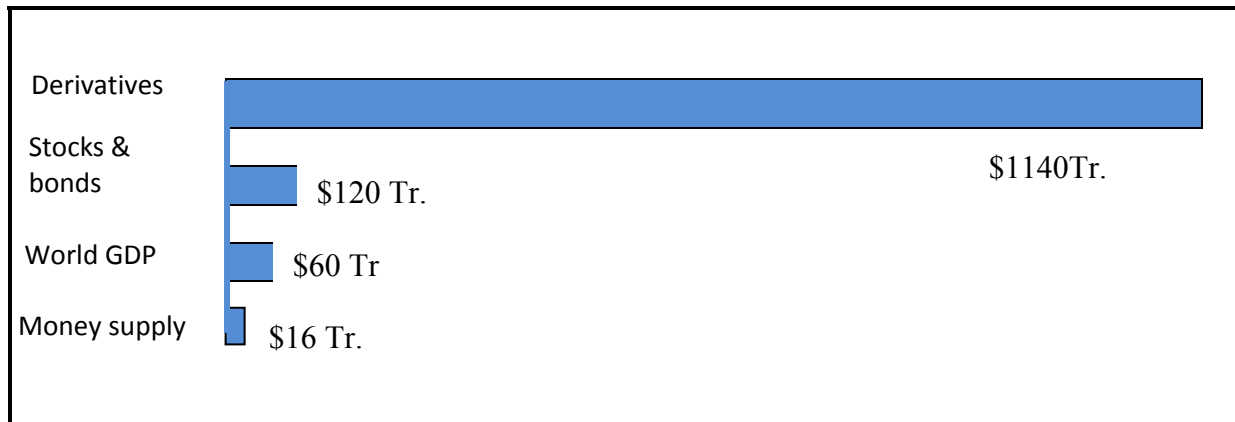 Derivatives
$1140Tr.
Stocks &
bonds
$120 Tr.
World GDP
$60 Tr
Money supply
$16 Tr.